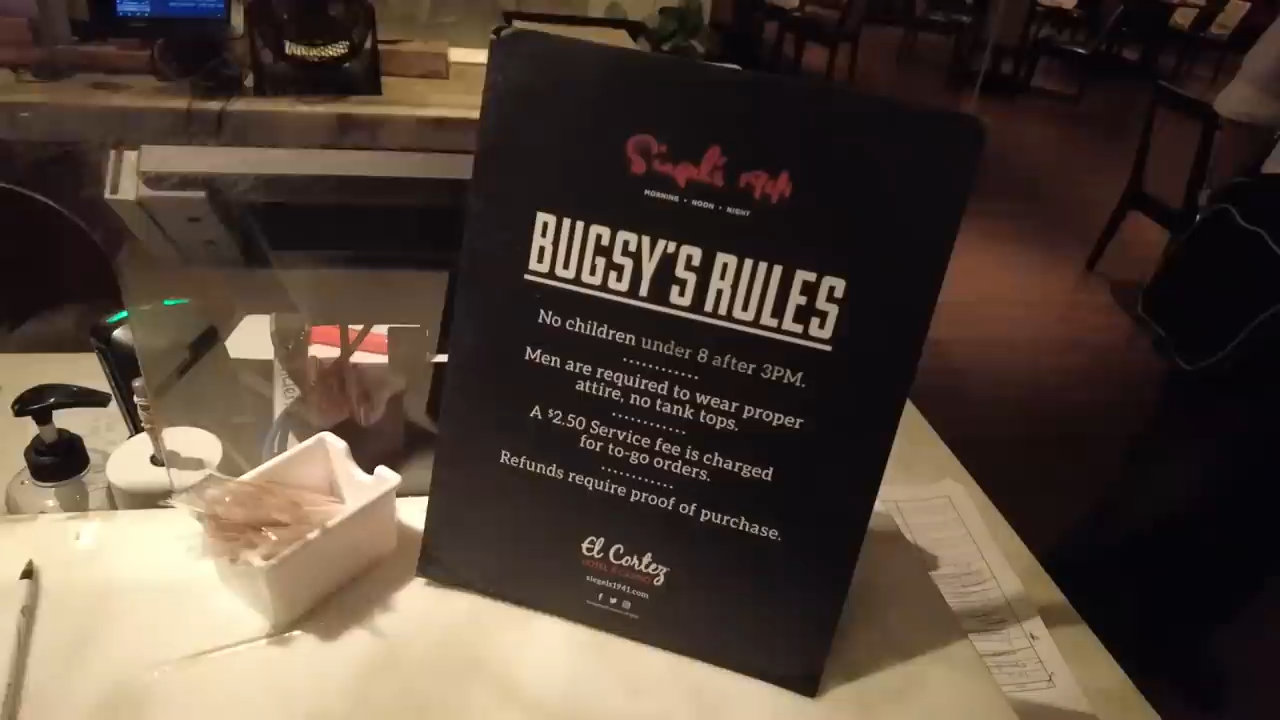 Siegel's 1941
MORNING • NOON • NIGHT
BUGSY'S RULES
No children under 8 after 3PM.
Men are required to wear proper
attire, no tank tops.
A $2.50 Service fee is charged
for to-go orders.
Refunds require proof of purchase.
El Cortez
HOTEL & CASINO
siegels1941.com